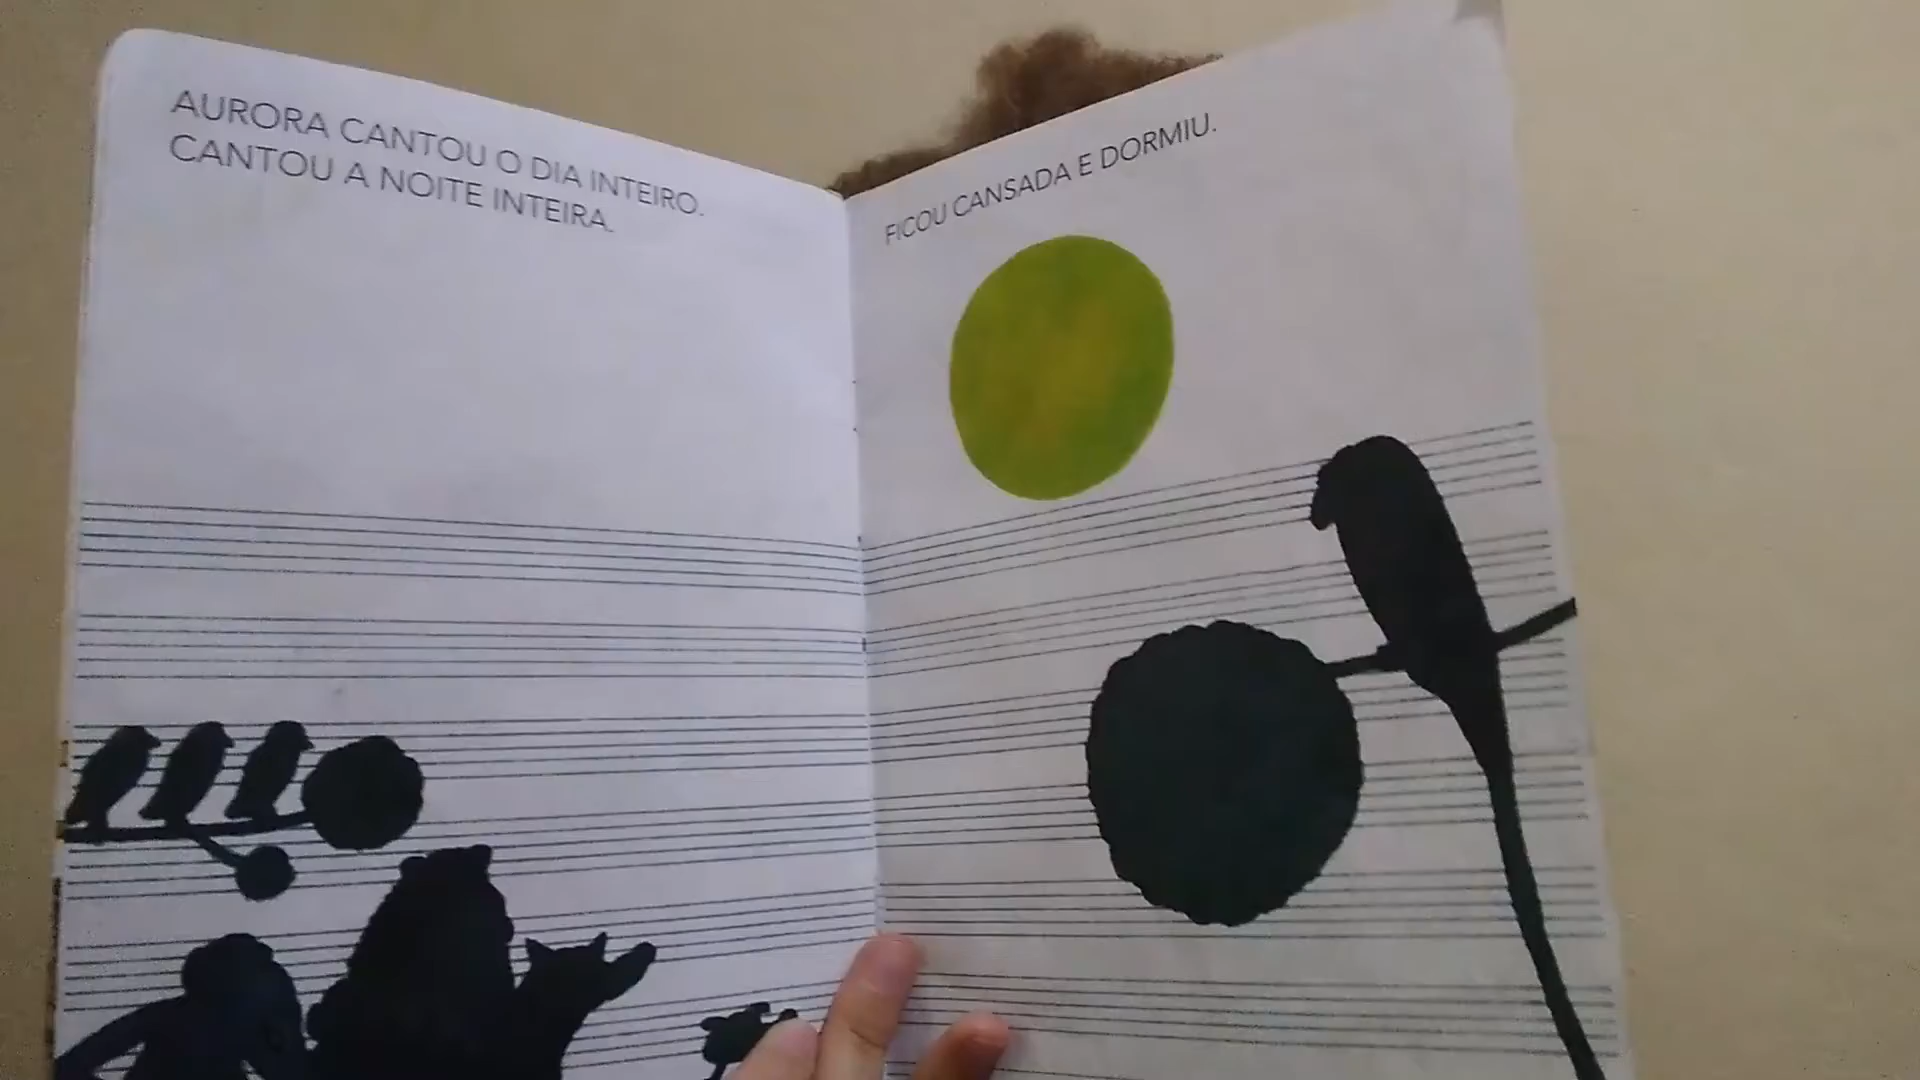 AURORA CANTOU O DIA INTEIRO.
CANTOU A NOITE INTEIRA.
FICOU CANSADA E DORMIU.